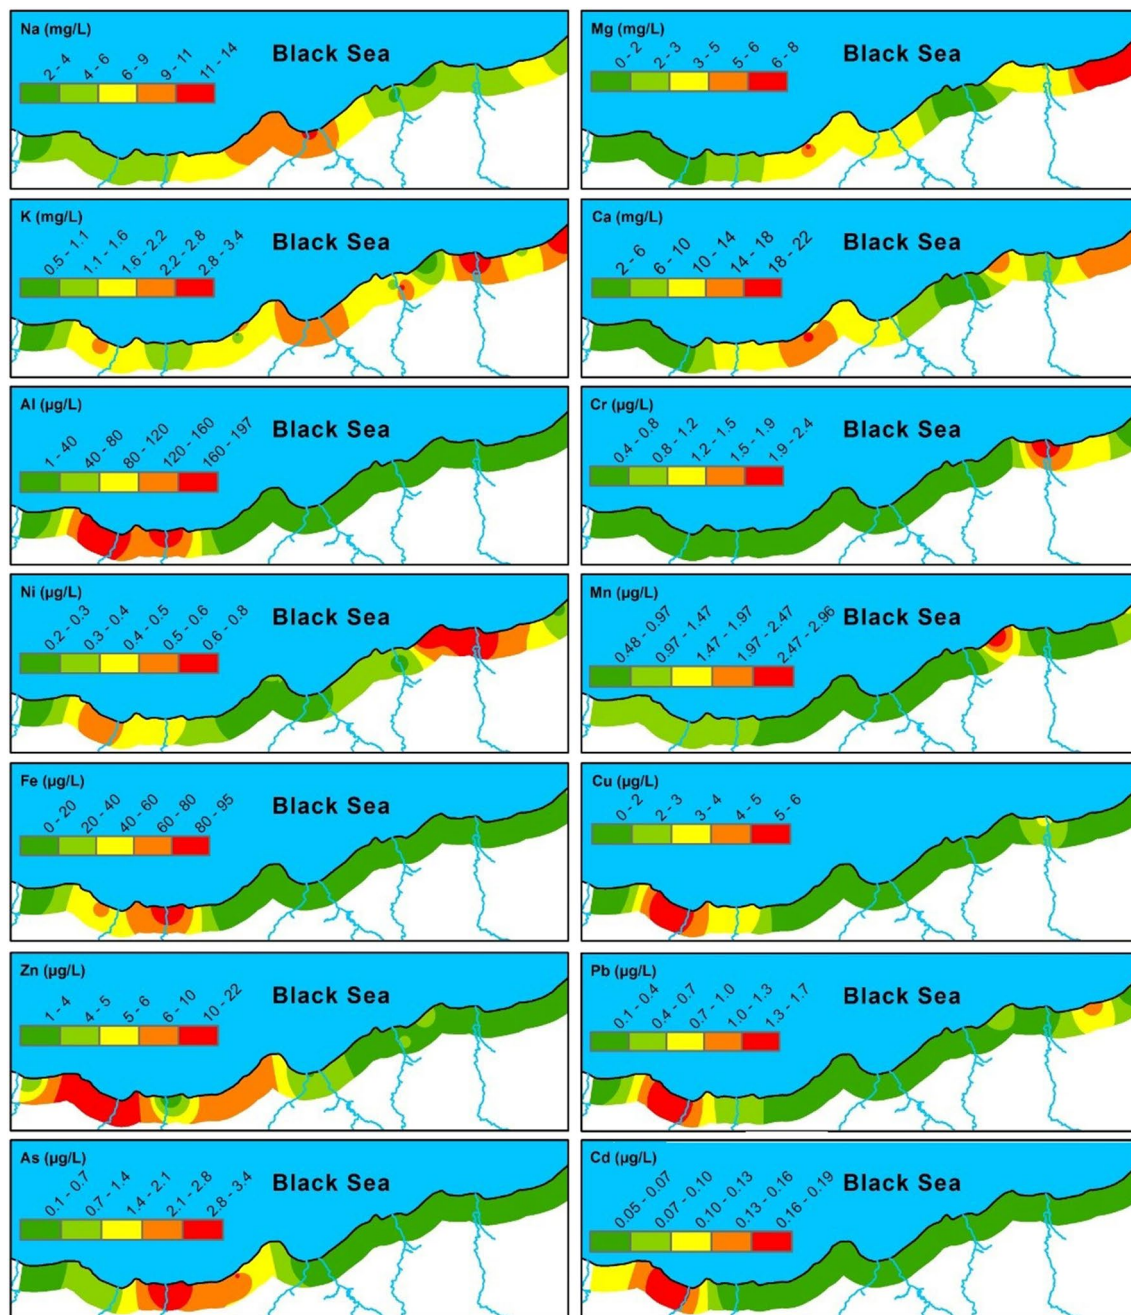 Na (mg/L)
2 - 4
4 - 6
6 - 9
9 - 11
11 - 14
Black Sea
Mg (mg/L)
0 - 2
2 - 3
3 - 5
5 - 6
6 - 8
Black Sea
K (mg/L)
0.5 - 1.1
1.1 - 1.6
1.6 - 2.2
2.2 - 2.8
2.8 - 3.4
Black Sea
Ca (mg/L)
2 - 6
6 - 10
10 - 14
14 - 18
18 - 22
Black Sea
Al (µg/L)
1 - 40
40 - 80
80 - 120
120 - 160
160 - 197
Black Sea
Cr (µg/L)
0.4 - 0.8
0.8 - 1.2
1.2 - 1.5
1.5 - 1.9
1.9 - 2.4
Black Sea
Ni (µg/L)
0.2 - 0.3
0.3 - 0.4
0.4 - 0.5
0.5 - 0.6
0.6 - 0.8
Black Sea
Mn (µg/L)
0.48 - 0.97
0.97 - 1.47
1.47 - 1.97
1.97 - 2.47
2.47 - 2.96
Black Sea
Fe (µg/L)
0 - 20
20 - 40
40 - 60
60 - 80
80 - 95
Black Sea
Cu (µg/L)
0 - 2
2 - 3
3 - 4
4 - 5
5 - 6
Black Sea
Zn (µg/L)
1 - 4
4 - 5
5 - 6
6 - 10
10 - 22
Black Sea
Pb (µg/L)
0.1 - 0.4
0.4 - 0.7
0.7 - 1.0
1.0 - 1.3
1.3 - 1.7
Black Sea
As (µg/L)
0.1 - 0.7
0.7 - 1.4
1.4 - 2.1
2.1 - 2.8
2.8 - 3.4
Black Sea
Cd (µg/L)
0.05 - 0.07
0.07 - 0.10
0.10 - 0.13
0.13 - 0.16
0.16 - 0.19
Black Sea